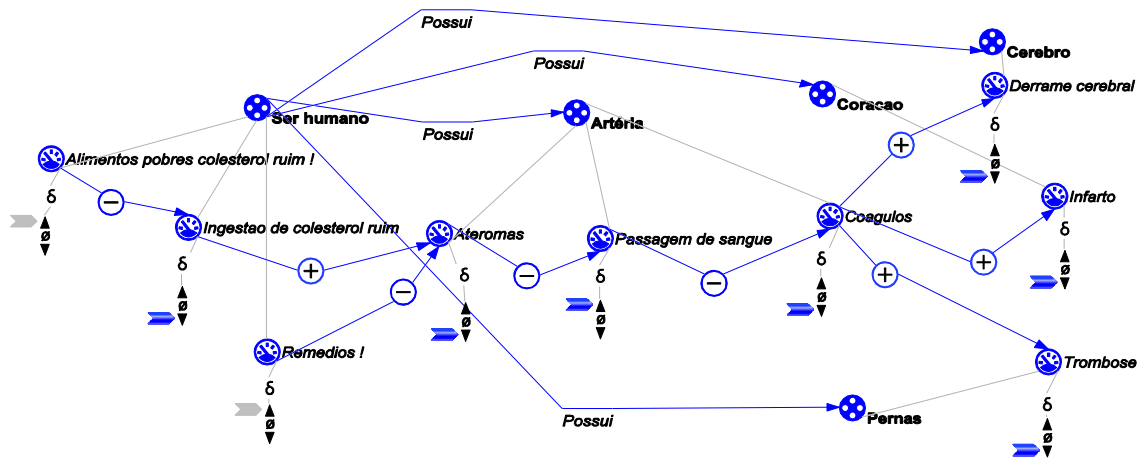 Possui
Cerebro
Possui
Derrame cerebral
Coracao
Ser humano
Possui
Artéria
δ
+
Alimentos pobres colesterol ruim !
ø
δ
−
Infarto
ø
Ingestao de colesterol ruim
Ateromas
Passagem de sangue
Coagulos
δ
+
+
δ
+
−
−
−
δ
δ
δ
δ
ø
ø
ø
ø
ø
Remedios !
Trombose
δ
ø
Possui
Pernas
δ
ø